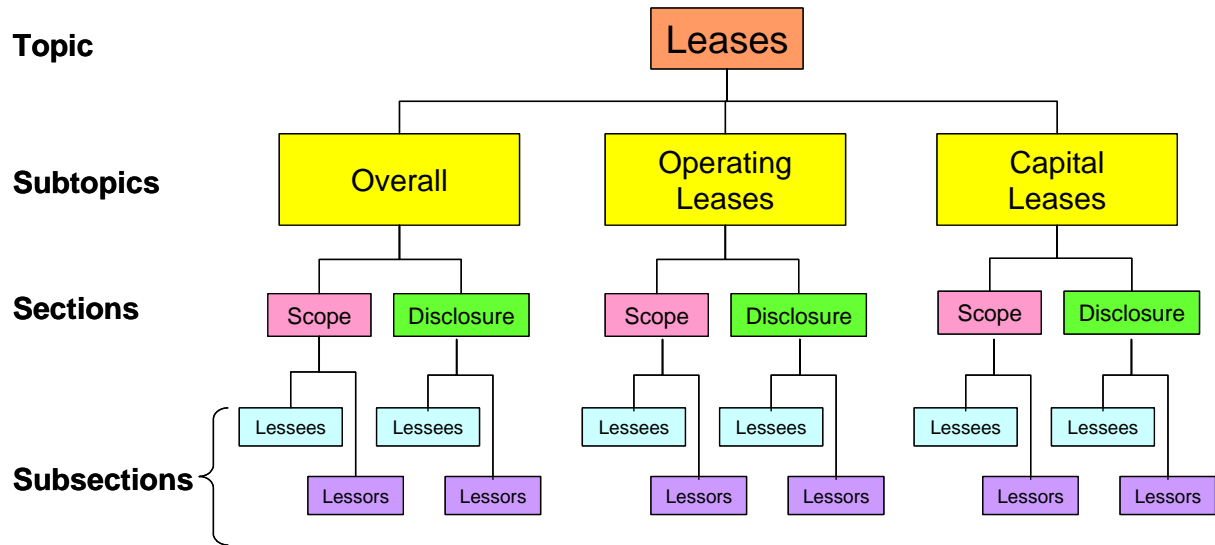 Topic
Leases
Subtopics
Overall
Operating
Leases
Capital
Leases
Sections
Scope
Disclosure
Scope
Disclosure
Scope
Disclosure
Subsections
Lessees
Lessees
Lessees
Lessees
Lessees
Lessees
Lessors
Lessors
Lessors
Lessors
Lessors
Lessors